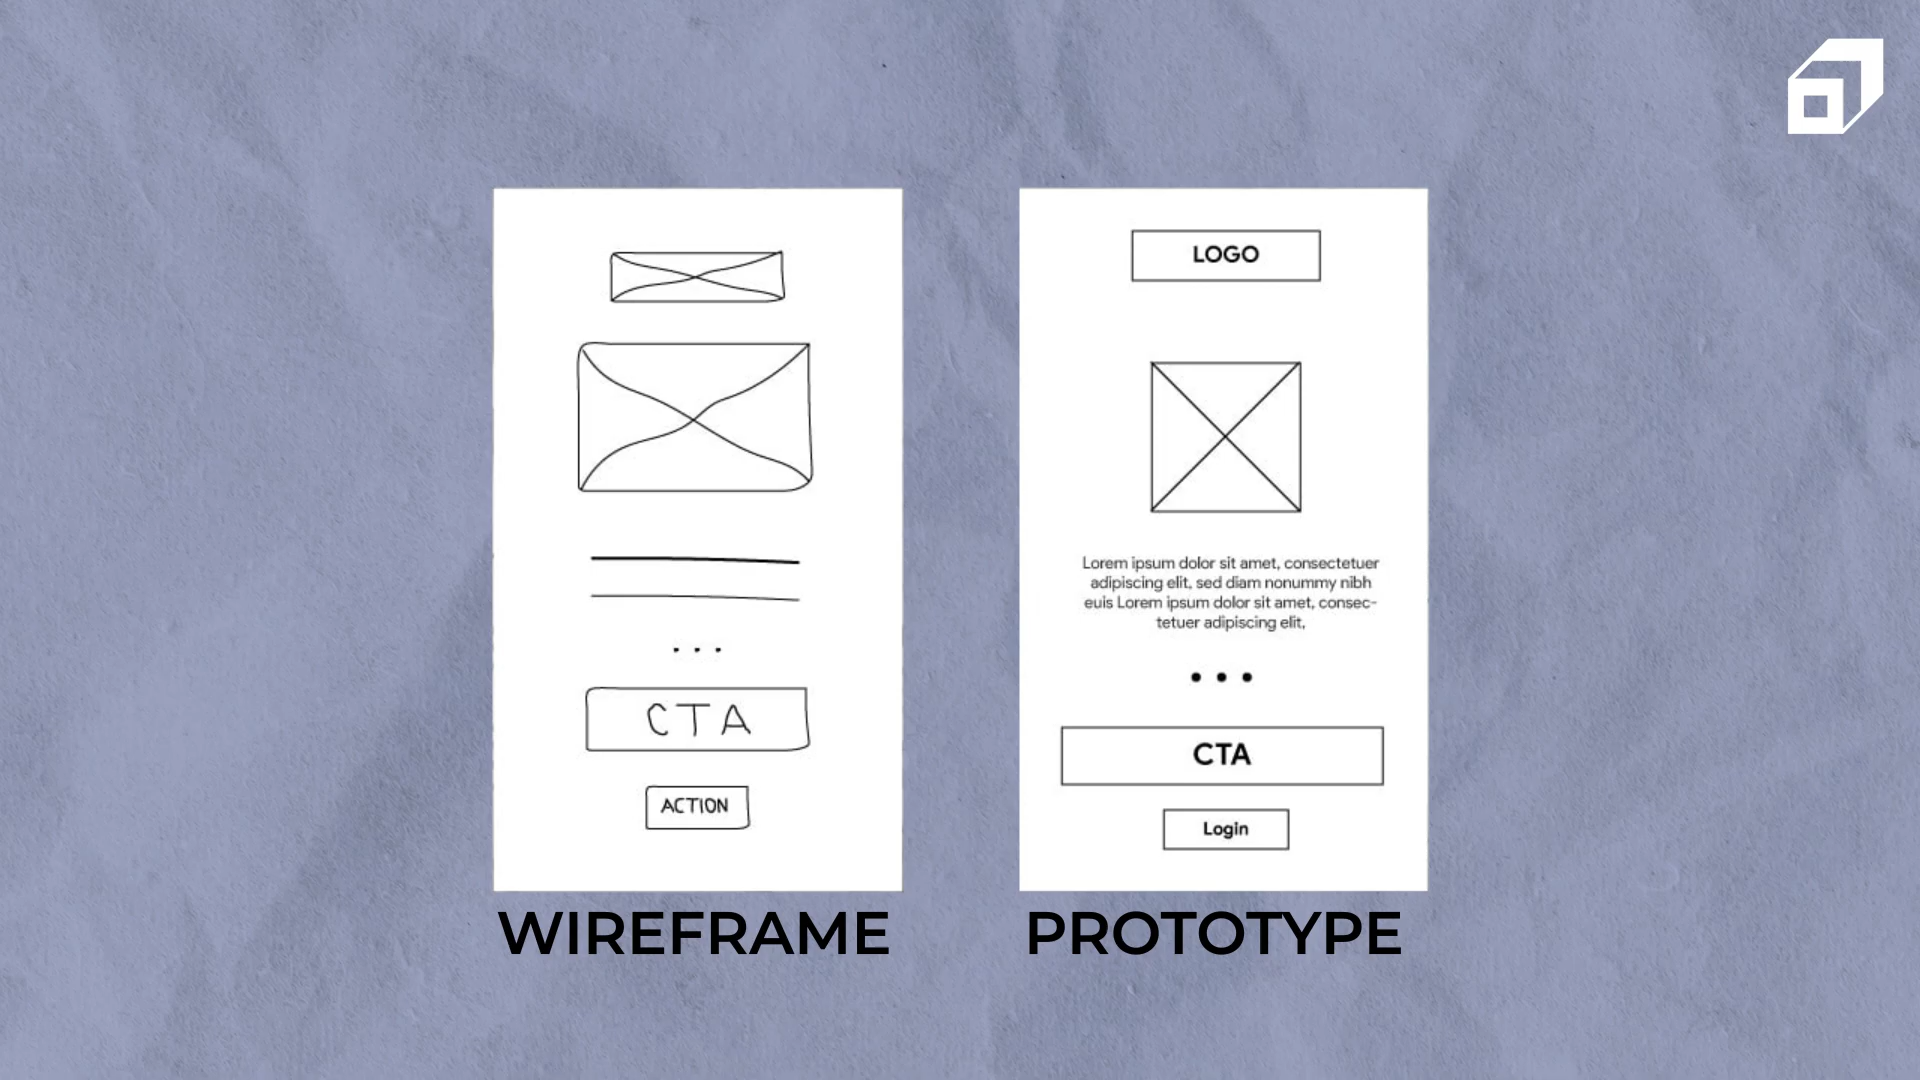 CTA
ACTION
WIREFRAME
LOGO
Lorem ipsum dolor sit amet, consectetuer
adipiscing elit, sed diam nonummy nibh
euis Lorem ipsum dolor sit amet, consec-
tetuer adipiscing elit,
CTA
Login
PROTOTYPE